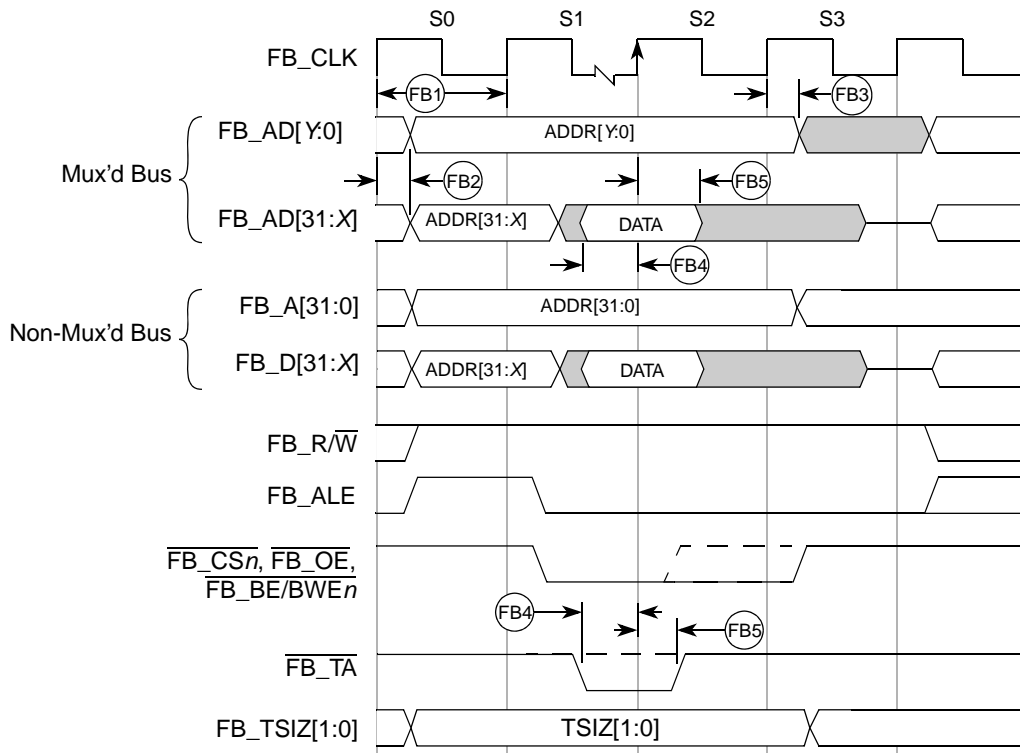 S0 S1 S2 S3
FB_CLK
FB1 FB3
FB_AD[Y:0] ADDR[Y:0]
Mux'd Bus
FB2 FB5
FB_AD[31:X] ADDR[31:X] DATA
FB4
FB_A[31:0] ADDR[31:0]
Non-Mux'd Bus
FB_D[31:X] ADDR[31:X] DATA
FB_R/W
FB_ALE
FB_CSn, FB_OE,
FB_BE/BWEn
FB4 FB5
FB_TA
FB_TSIZ[1:0] TSIZ[1:0]